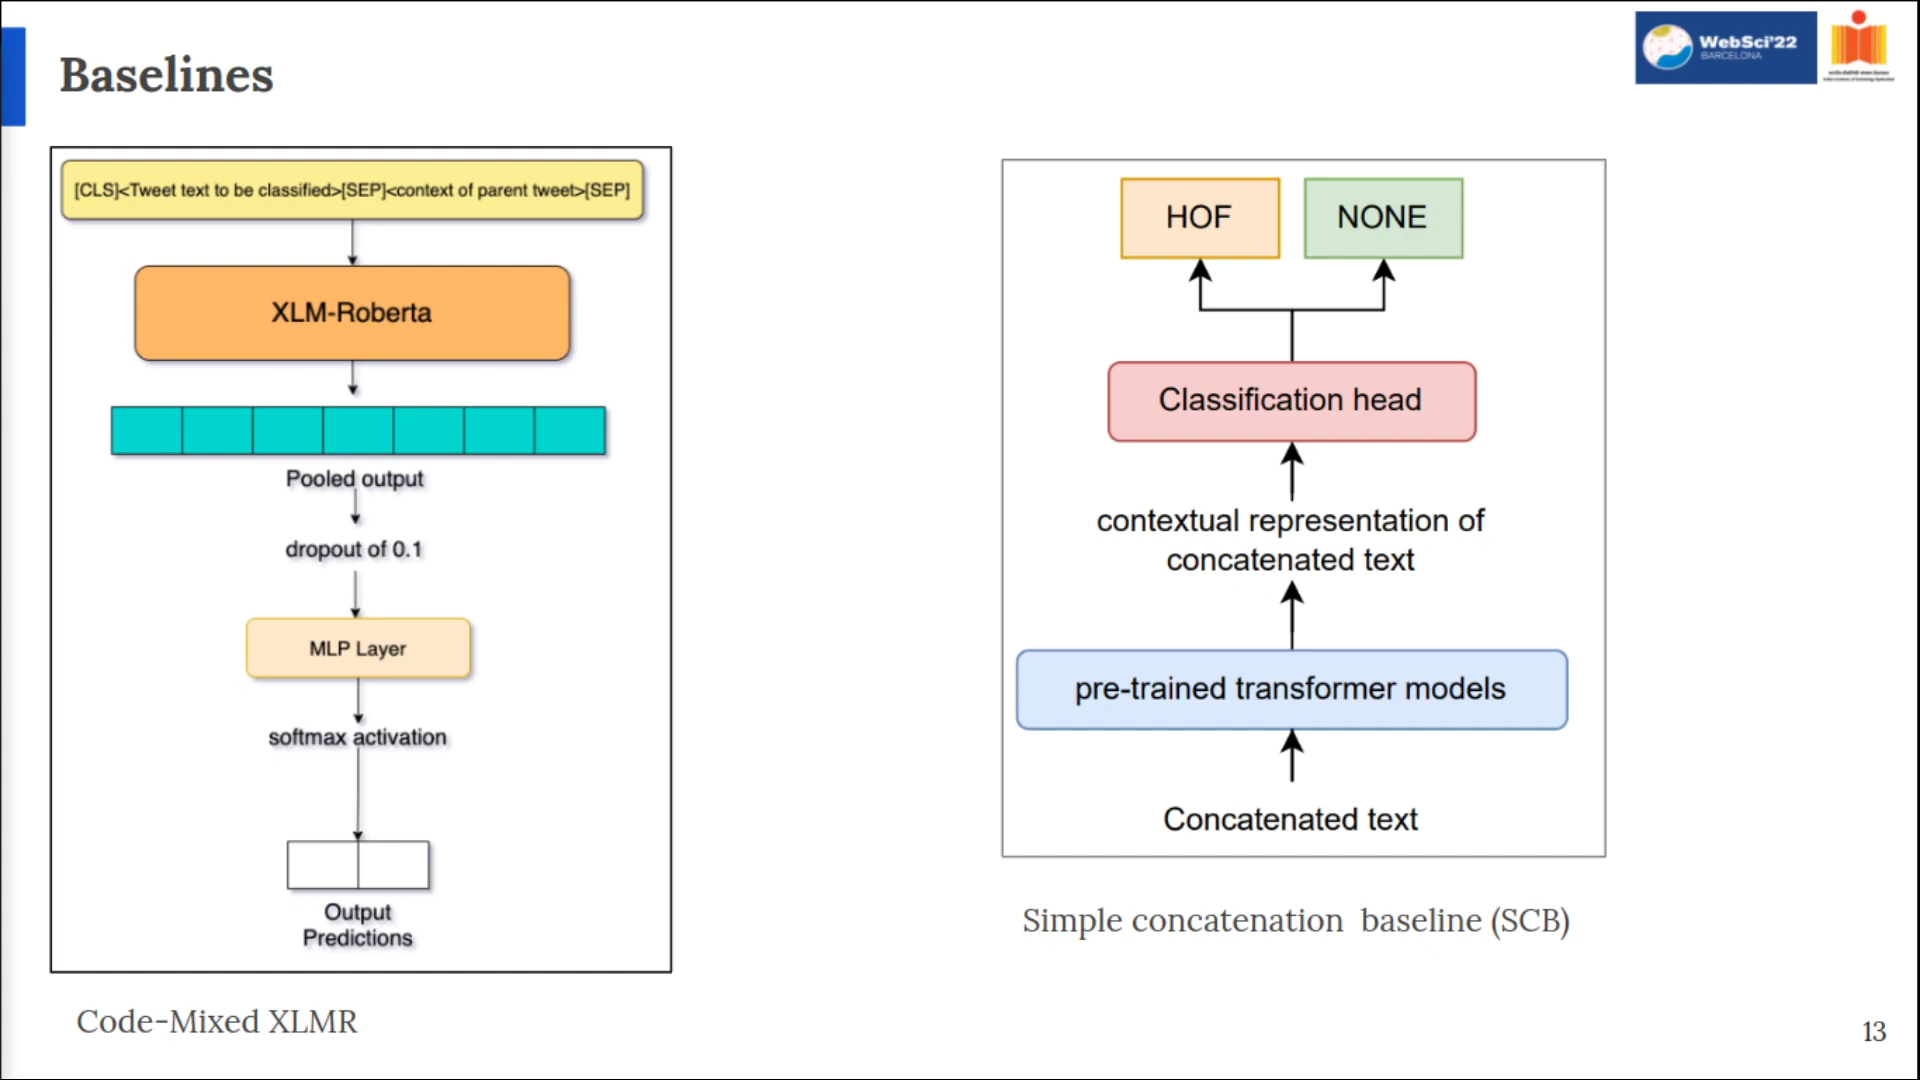 Baselines
WebSci'22
BARCELONA
[CLS]<Tweet text to be classified>[SEP]<context of parent tweet>[SEP]
XLM-Roberta
Pooled output
dropout of 0.1
MLP Layer
softmax activation
Output
Predictions
Code-Mixed XLMR
HOF
NONE
Classification head
contextual representation of
concatenated text
pre-trained transformer models
Concatenated text
Simple concatenation baseline (SCB)
13